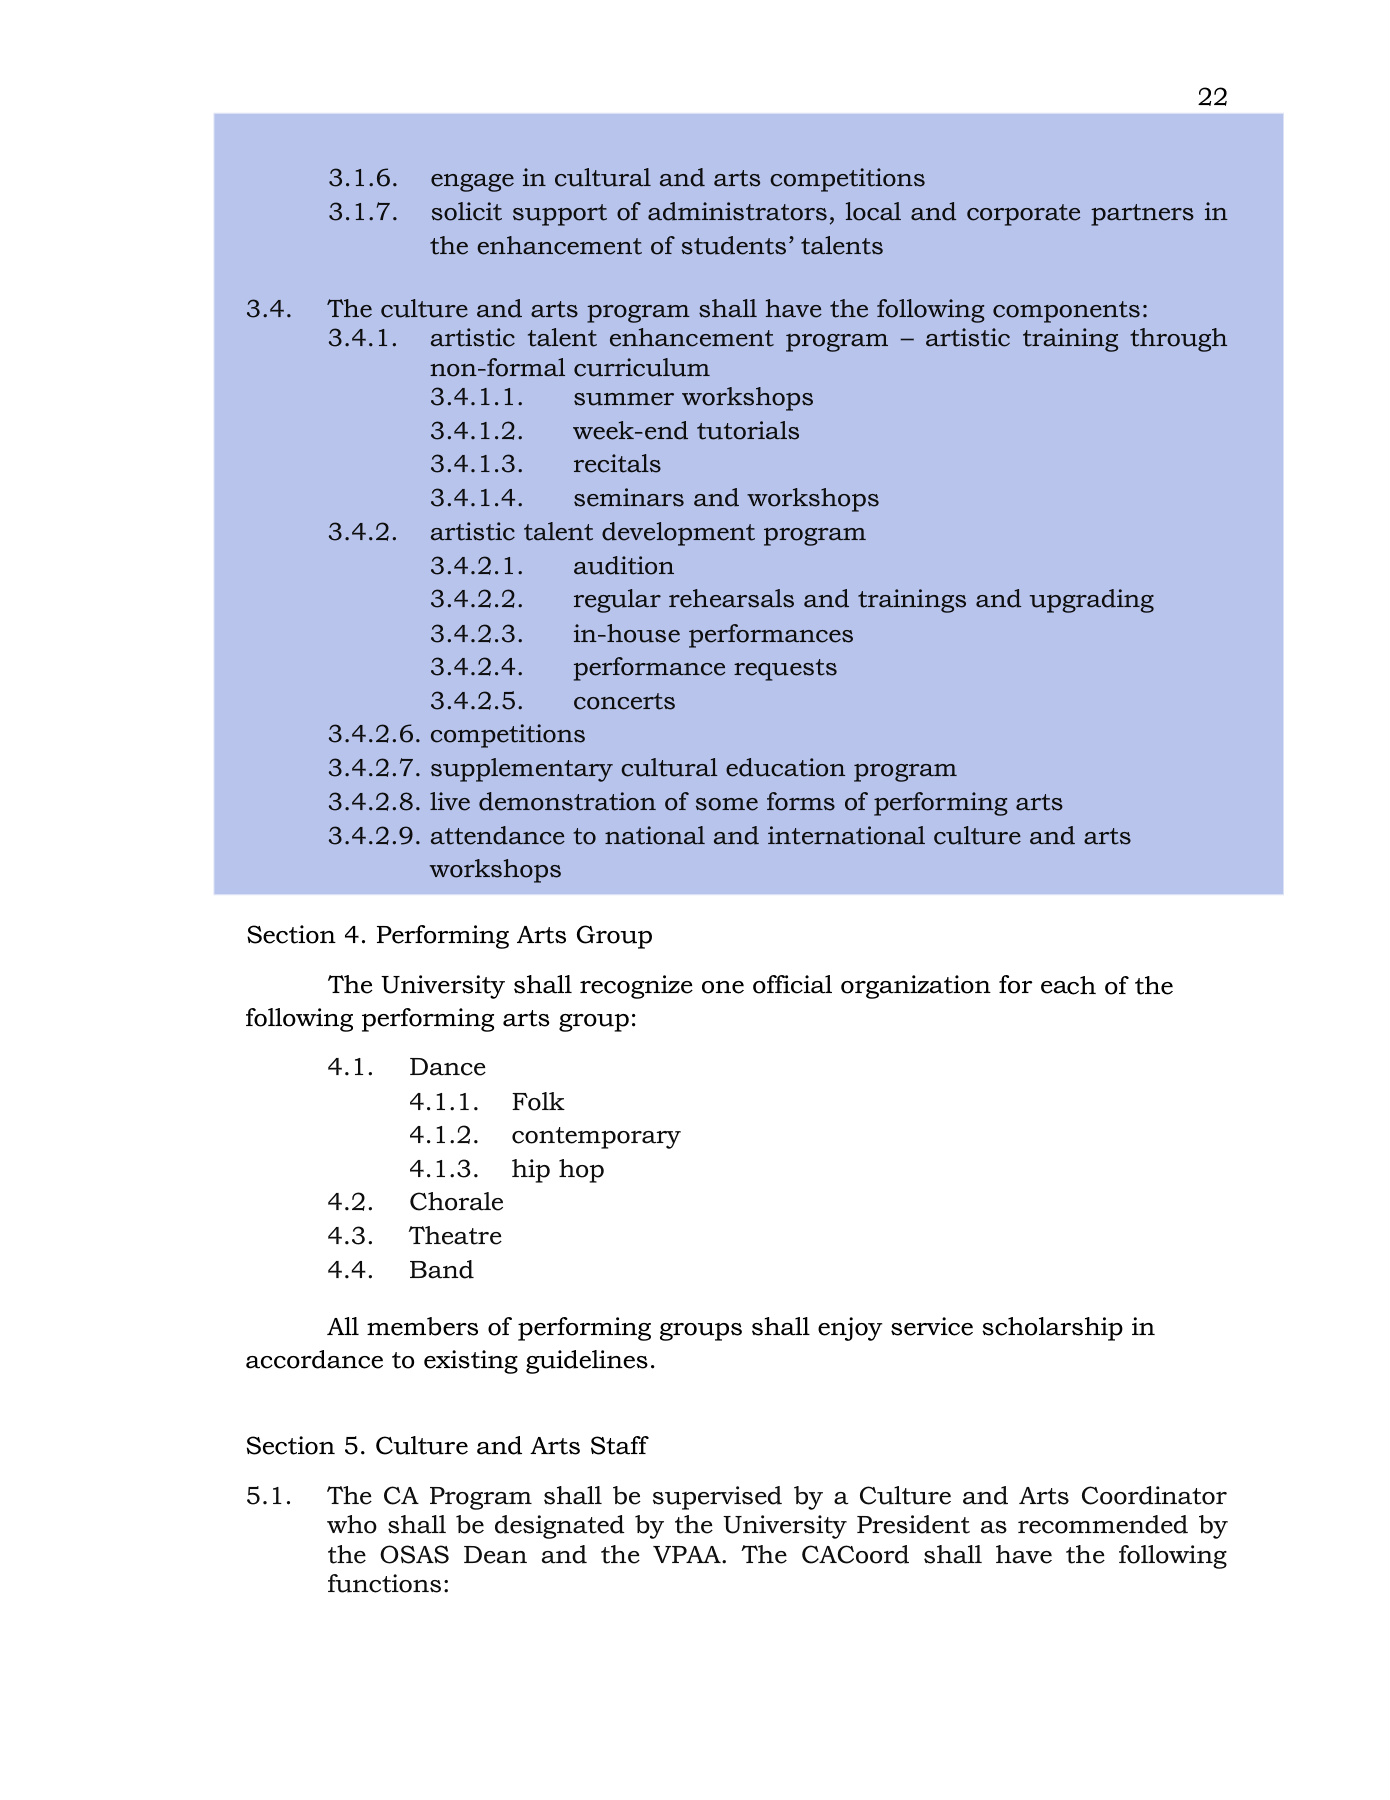 22
3.1.6. engage in cultural and arts competitions
3.1.7. solicit support of administrators, local and corporate partners in
the enhancement of students’ talents
3.4. The culture and arts program shall have the following components:
3.4.1. artistic talent enhancement program – artistic training through
non-formal curriculum
3.4.1.1. summer workshops
3.4.1.2. week-end tutorials
3.4.1.3. recitals
3.4.1.4. seminars and workshops
3.4.2. artistic talent development program
3.4.2.1. audition
3.4.2.2. regular rehearsals and trainings and upgrading
3.4.2.3. in-house performances
3.4.2.4. performance requests
3.4.2.5. concerts
3.4.2.6. competitions
3.4.2.7. supplementary cultural education program
3.4.2.8. live demonstration of some forms of performing arts
3.4.2.9. attendance to national and international culture and arts
workshops
Section 4. Performing Arts Group
The University shall recognize one official organization for each of the
following performing arts group:
4.1. Dance
4.1.1. Folk
4.1.2. contemporary
4.1.3. hip hop
4.2. Chorale
4.3. Theatre
4.4. Band
All members of performing groups shall enjoy service scholarship in
accordance to existing guidelines.
Section 5. Culture and Arts Staff
5.1. The CA Program shall be supervised by a Culture and Arts Coordinator
who shall be designated by the University President as recommended by
the OSAS Dean and the VPAA. The CACoord shall have the following
functions: